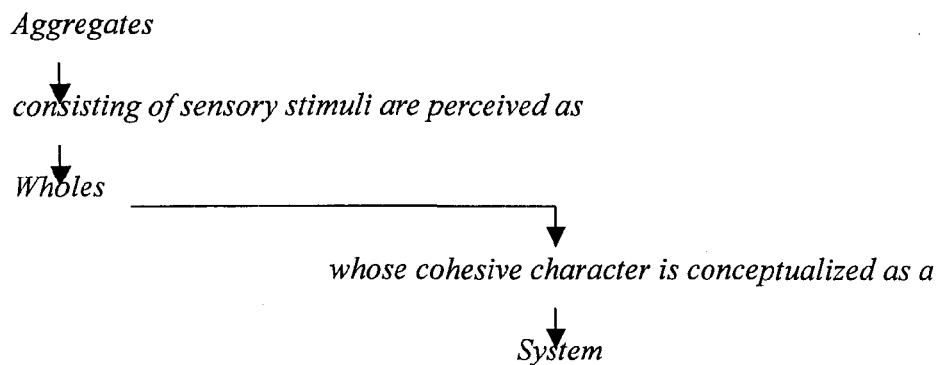 Aggregates
consisting of sensory stimuli are perceived as
Wholes
whose cohesive character is conceptualized as a
System